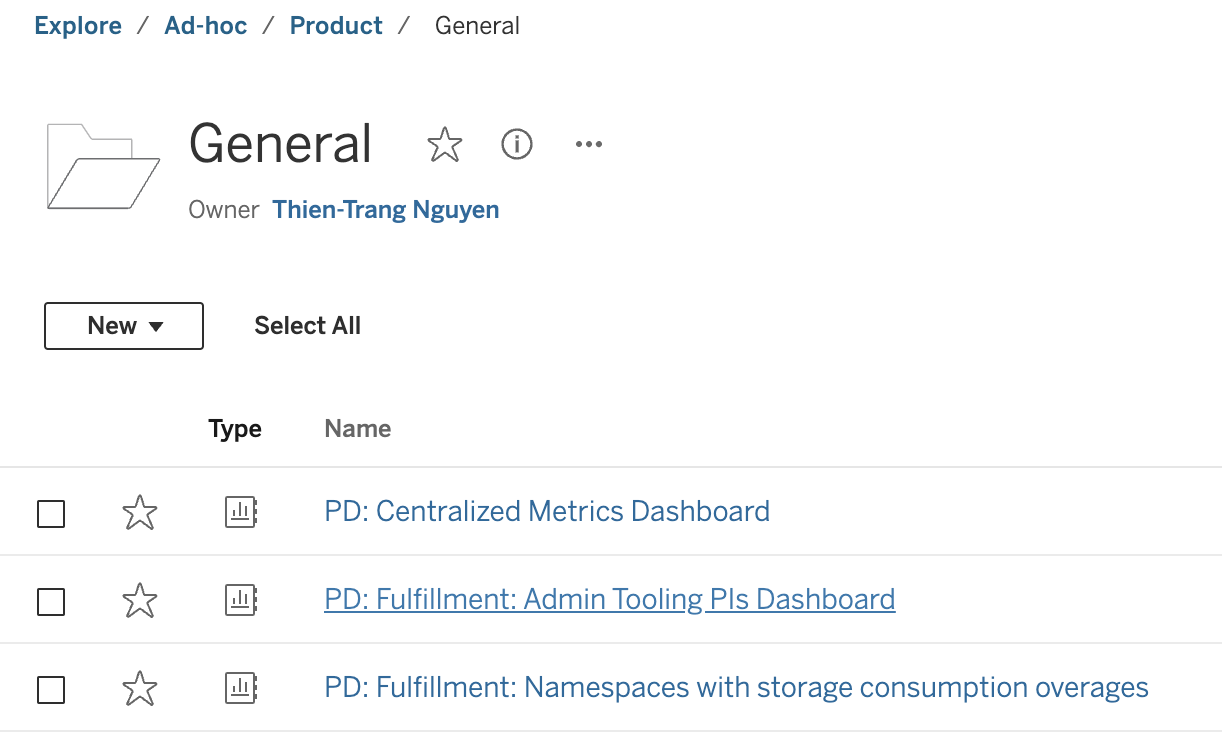 Explore / Ad-hoc / Product / General
General
Owner Thien-Trang Nguyen
New Select All
Type Name
PD: Centralized Metrics Dashboard
PD: Fulfillment: Admin Tooling PIs Dashboard
PD: Fulfillment: Namespaces with storage consumption overages